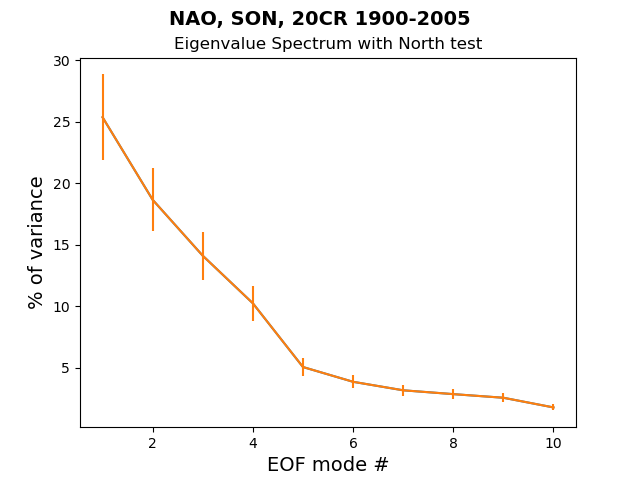 NAO, SON, 20CR 1900-2005
Eigenvalue Spectrum with North test
30
25
20
15
10
5
% of variance
2
4
6
8
10
EOF mode #